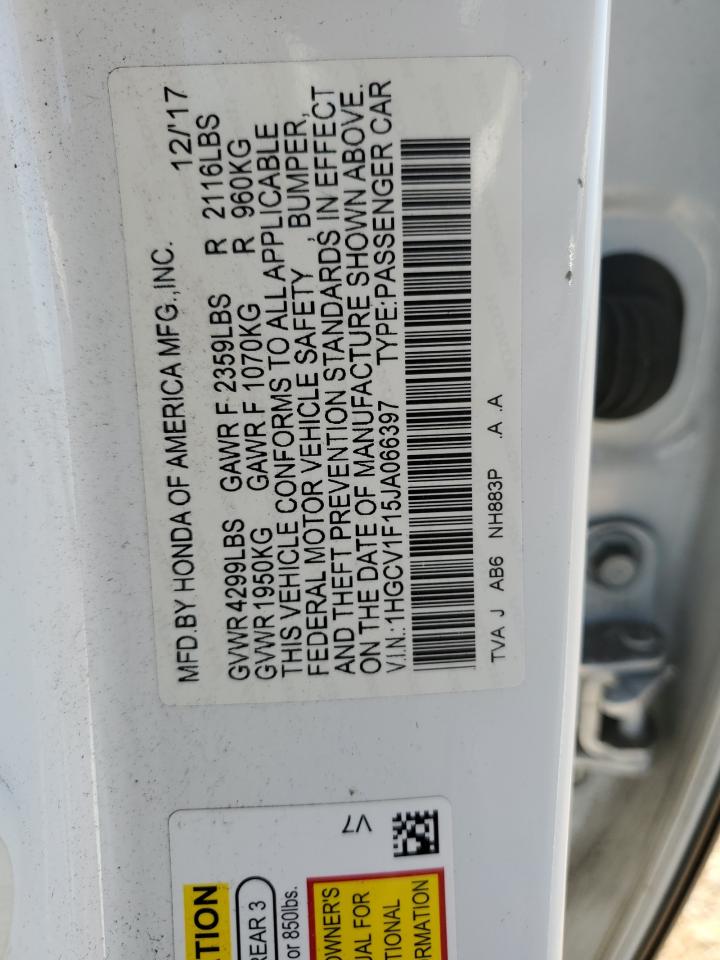 MFD.BY HONDA OF AMERICA MFG.,INC. 12/'17
GVWR 4299LBS GAWR F 2359LBS R 2116LBS
GVWR 1950KG GAWR F 1070KG R 960KG
THIS VEHICLE CONFORMS TO ALL APPLICABLE
FEDERAL MOTOR VEHICLE SAFETY , BUMPER,
AND THEFT PREVENTION STANDARDS IN EFFECT
ON THE DATE OF MANUFACTURE SHOWN ABOVE.
V.I.N.:1HGCV1F15JA066397 TYPE:PASSENGER CAR
TVA J AB6 NH883P .A .A
ATION
REAR 3
or 850lbs.
OWNER'S
UAL FOR
TIONAL
ORMATION
V7